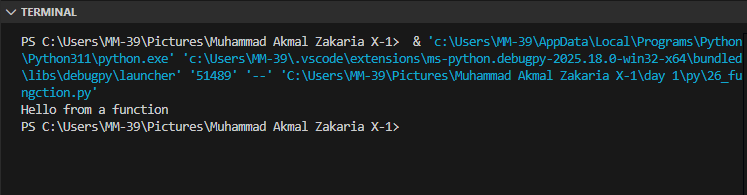 TERMINAL
PS C:\Users\MM-39\Pictures\Muhammad Akmal Zakaria X-1>  & 'c:\Users\MM-39\AppData\Local\Programs\Python
\Python311\python.exe' 'c:\Users\MM-39\.vscode\extensions\ms-python.debugpy-2025.18.0-win32-x64\bundled
\libs\debugpy\launcher' '51489' '--' 'C:\Users\MM-39\Pictures\Muhammad Akmal Zakaria X-1\day 1\py\26_fu
ngction.py'
Hello from a function
PS C:\Users\MM-39\Pictures\Muhammad Akmal Zakaria X-1>